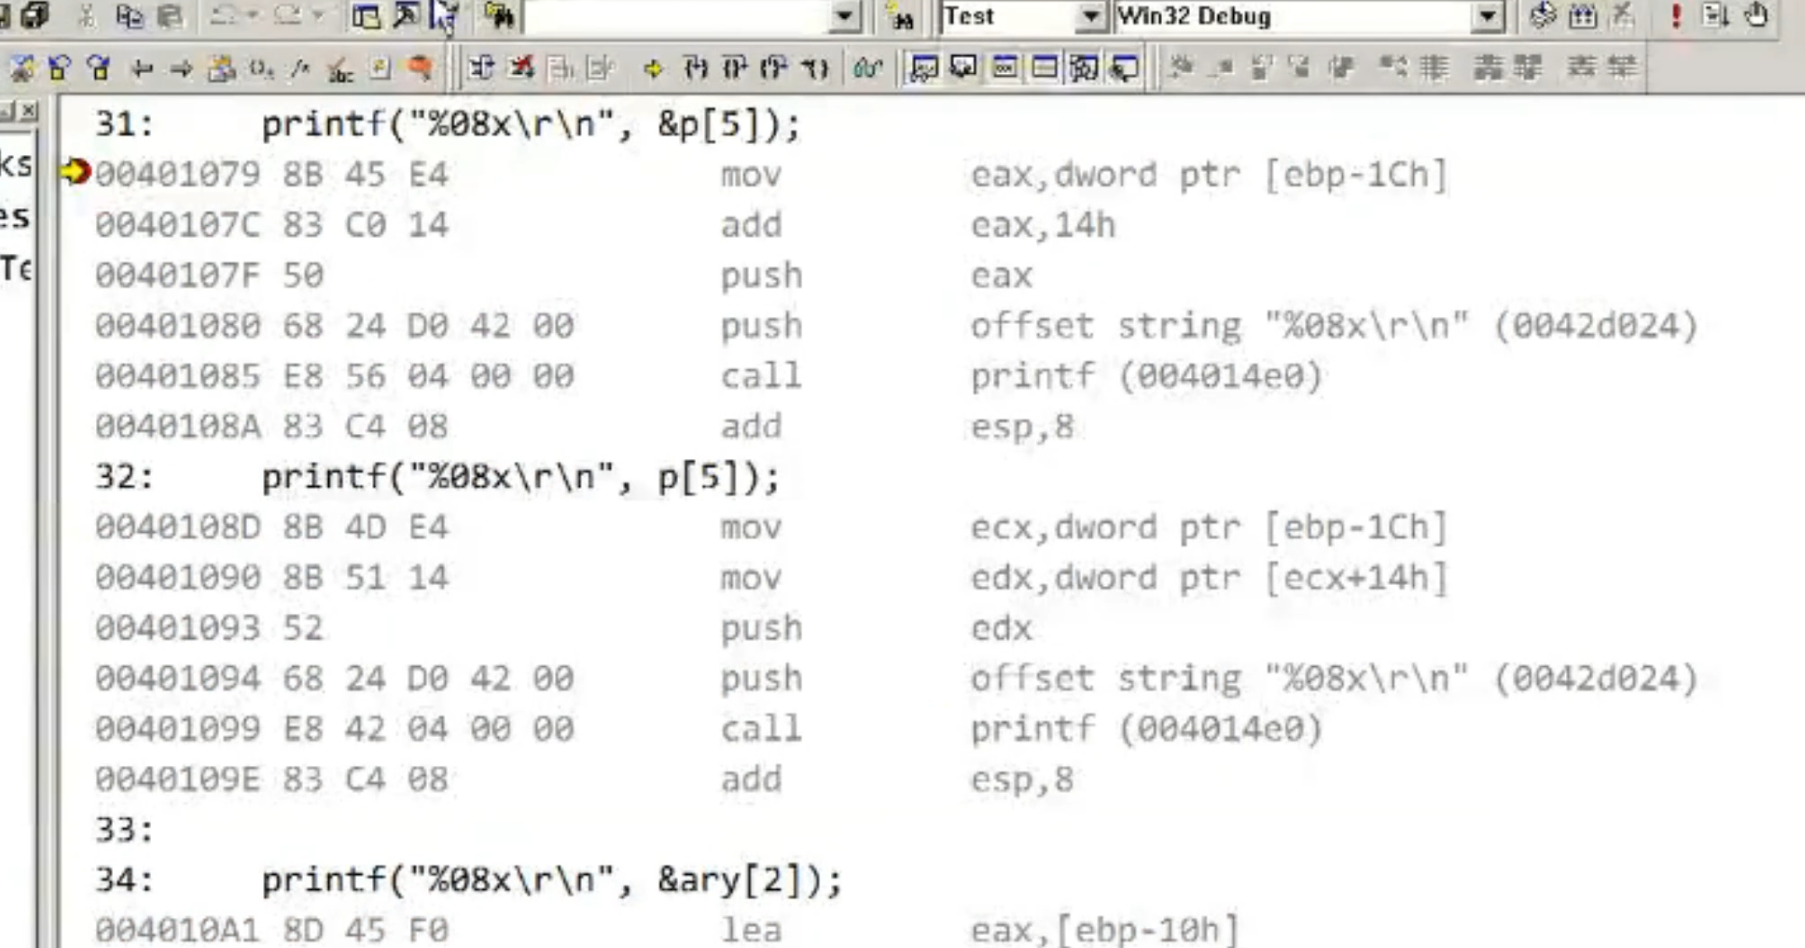 Test Win32 Debug
31: printf("%08x\r\n", &p[5]);
ks
00401079 8B 45 E4 mov eax,dword ptr [ebp-1Ch]
es
0040107C 83 C0 14 add eax,14h
Te
0040107F 50 push eax
00401080 68 24 D0 42 00 push offset string "%08x\r\n" (0042d024)
00401085 E8 56 04 00 00 call printf (004014e0)
0040108A 83 C4 08 add esp,8
32: printf("%08x\r\n", p[5]);
0040108D 8B 4D E4 mov ecx,dword ptr [ebp-1Ch]
00401090 8B 51 14 mov edx,dword ptr [ecx+14h]
00401093 52 push edx
00401094 68 24 D0 42 00 push offset string "%08x\r\n" (0042d024)
00401099 E8 42 04 00 00 call printf (004014e0)
0040109E 83 C4 08 add esp,8
33:
34: printf("%08x\r\n", &ary[2]);
004010A1 8D 45 F0 lea eax,[ebp-10h]